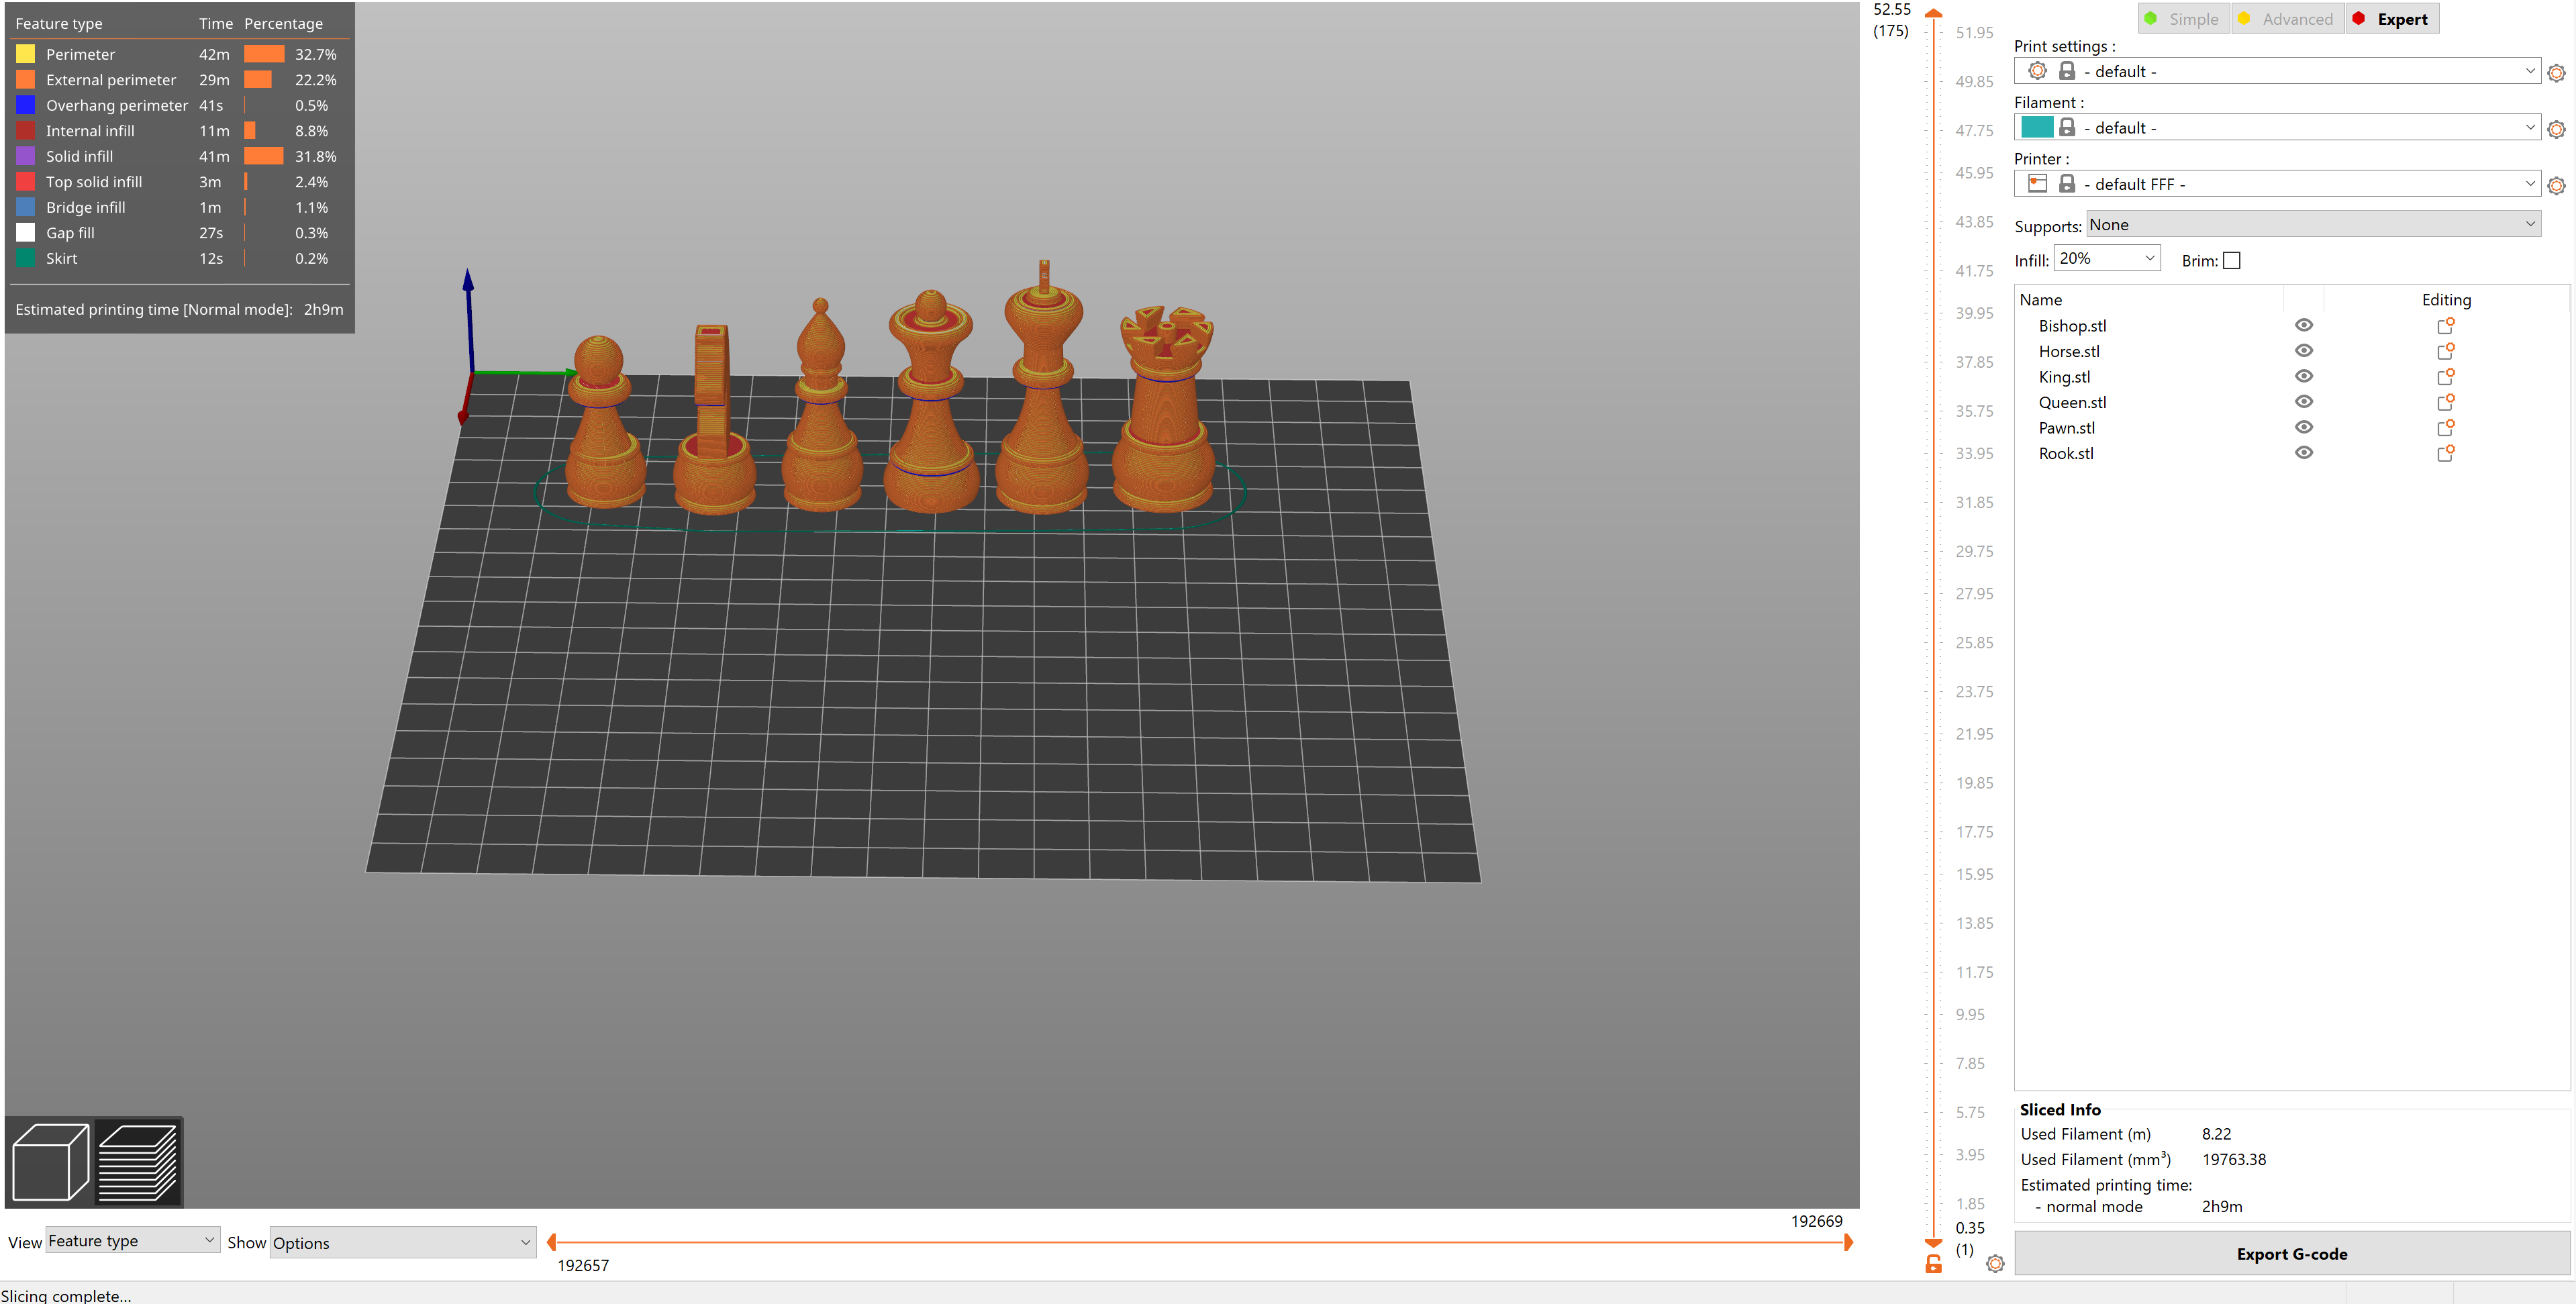 Feature type Time Percentage
Perimeter 42m 32.7%
External perimeter 29m 22.2%
Overhang perimeter 41s 0.5%
Internal infill 11m 8.8%
Solid infill 41m 31.8%
Top solid infill 3m 2.4%
Bridge infill 1m 1.1%
Gap fill 27s 0.3%
Skirt 12s 0.2%
Estimated printing time [Normal mode]: 2h9m
52.55
(175)
51.95
49.85
47.75
45.95
43.85
41.75
39.95
37.85
35.75
33.95
31.85
29.75
27.95
25.85
23.75
21.95
19.85
17.75
15.95
13.85
11.75
9.95
7.85
5.75
3.95
1.85
0.35
(1)
Simple Advanced Expert
Print settings :
- default -
Filament :
- default -
Printer :
- default FFF -
Supports: None
Infill: 20% Brim:
Name Editing
Bishop.stl
Horse.stl
King.stl
Queen.stl
Pawn.stl
Rook.stl
Sliced Info
Used Filament (m) 8.22
Used Filament (mm³) 19763.38
Estimated printing time:
- normal mode 2h9m
Export G-code
View Feature type Show Options
192669
192657
Slicing complete...